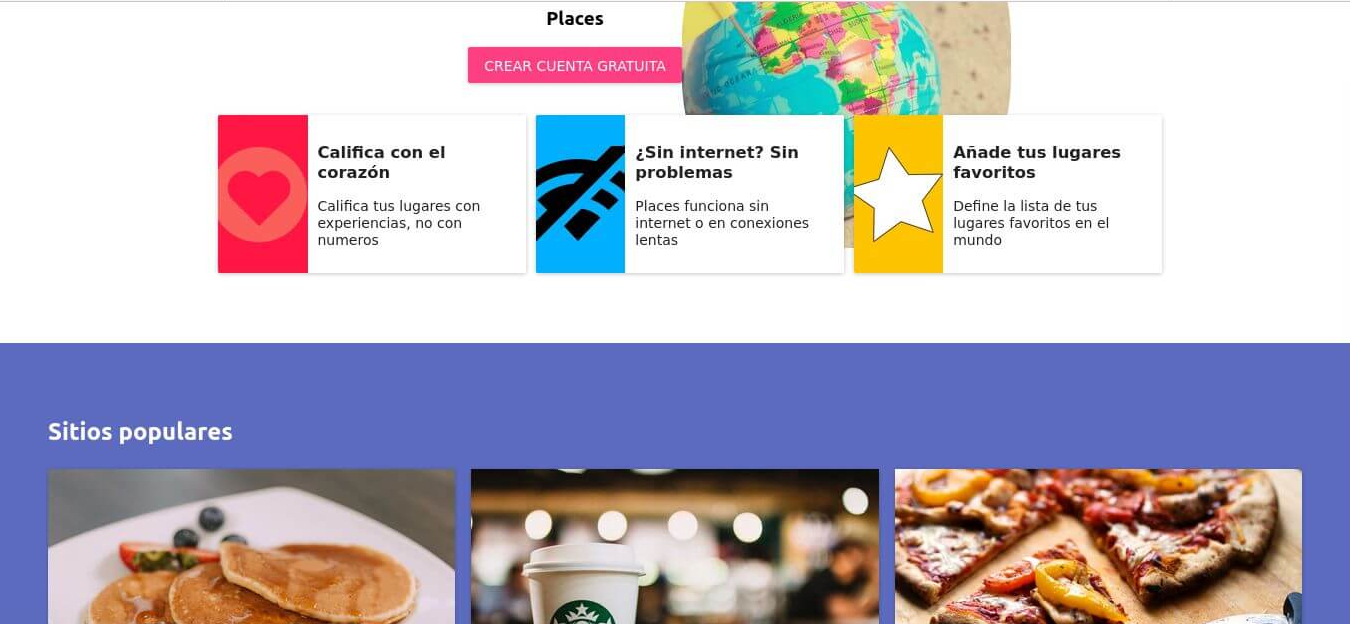 Places
CREAR CUENTA GRATUITA
Califica con el
corazón
Califica tus lugares con
experiencias, no con
numeros
¿Sin internet? Sin
problemas
Places funciona sin
internet o en conexiones
lentas
Añade tus lugares
favoritos
Define la lista de tus
lugares favoritos en el
mundo
Sitios populares